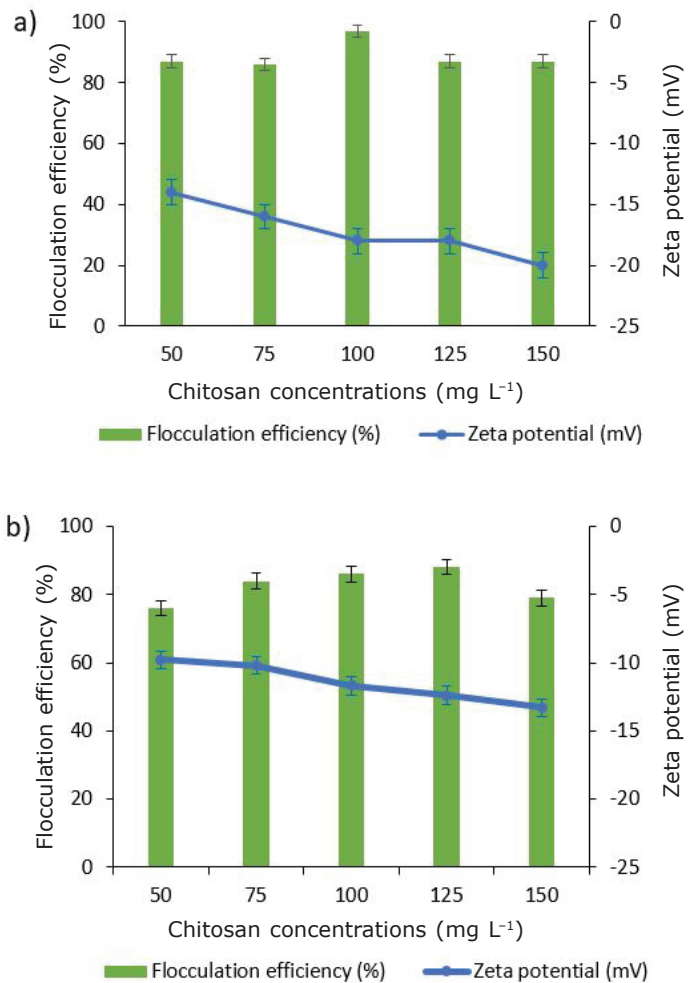 a)
100
80
60
40
20
0
Flocculation efficiency (%)
0
-5
-10
-15
-20
-25
Zeta potential (mV)
50 75 100 125 150
Chitosan concentrations (mg L⁻¹)
Flocculation efficiency (%) Zeta potential (mV)
b)
100
80
60
40
20
0
Flocculation efficiency (%)
0
-5
-10
-15
-20
-25
Zeta potential (mV)
50 75 100 125 150
Chitosan concentrations (mg L⁻¹)
Flocculation efficiency (%) Zeta potential (mV)